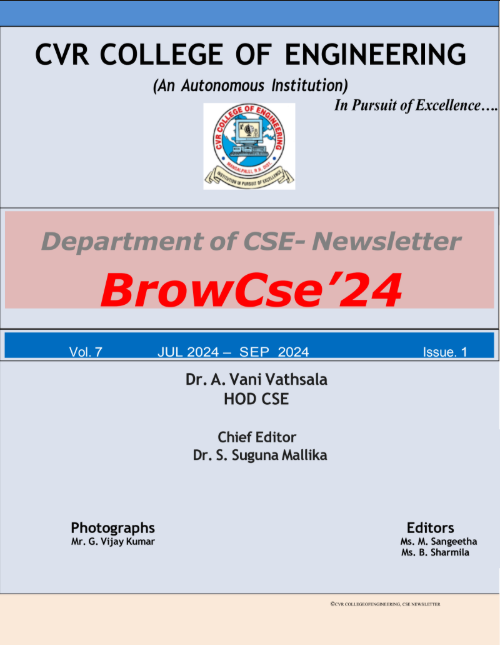 CVR COLLEGE OF ENGINEERING
(An Autonomous Institution)
In Pursuit of Excellence….
CVR COLLEGE OF ENGINEERING
INSTITUTION IN PURSUIT OF EXCELLENCE
Department of CSE- Newsletter
BrowCse’24
Vol. 7 JUL 2024 – SEP 2024 Issue. 1
Dr. A. Vani Vathsala
HOD CSE
Chief Editor
Dr. S. Suguna Mallika
Photographs
Mr. G. Vijay Kumar
Editors
Ms. M. Sangeetha
Ms. B. Sharmila
©CVR COLLEGEOFENGINEERING, CSE NEWSLETTER